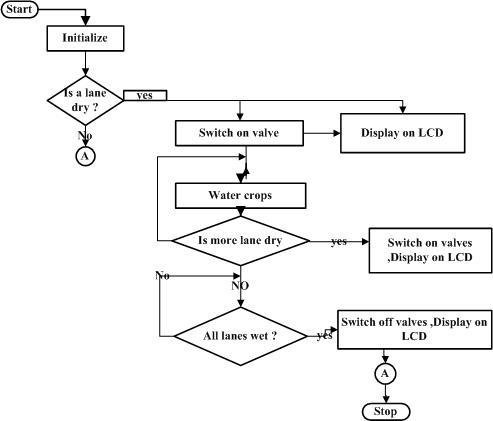 Start
Initialize
Is a lane
dry ?
yes
No
A
Switch on valve
Display on LCD
Water crops
Is more lane dry
yes
Switch on valves
,Display on LCD
No
NO
All lanes wet ?
yes
Switch off valves ,Display on
LCD
A
Stop